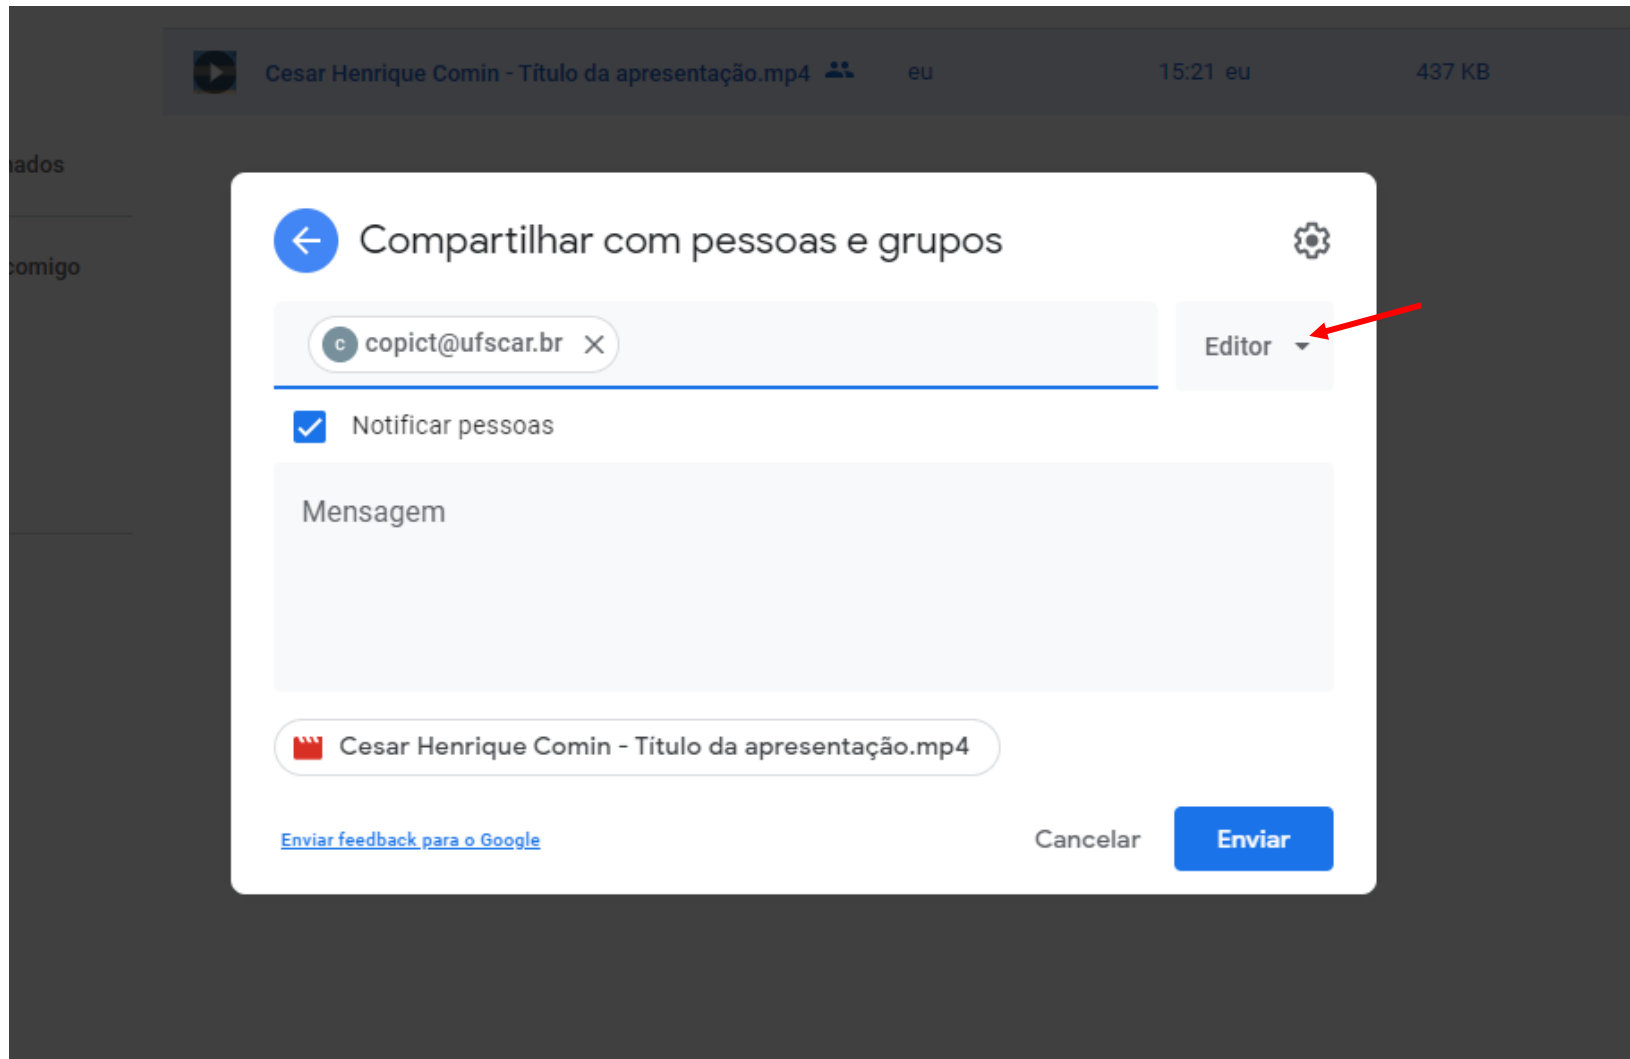 Cesar Henrique Comin - Título da apresentação.mp4 eu 15:21 eu 437 KB
comigo
Compartilhar com pessoas e grupos
c copict@ufscar.br
Editor
Notificar pessoas
Mensagem
Cesar Henrique Comin - Título da apresentação.mp4
Enviar feedback para o Google
Cancelar
Enviar